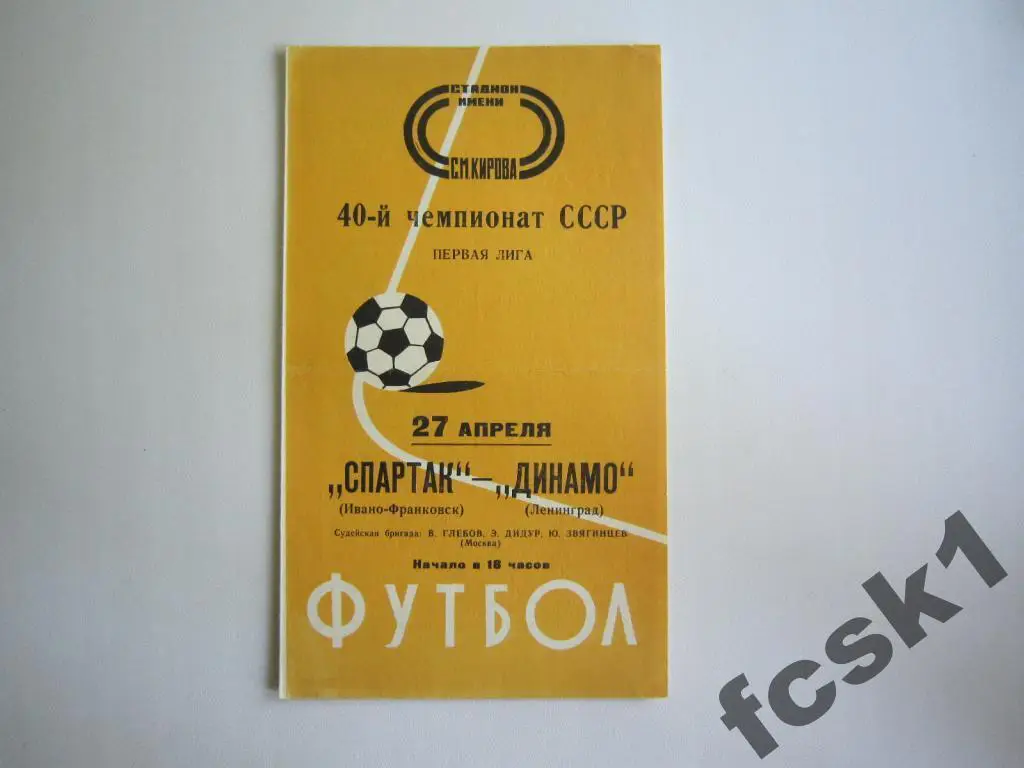 СТАДИОН
ИМЕНИ
С.М.КИРОВА
40-й чемпионат СССР
ПЕРВАЯ ЛИГА
27 АПРЕЛЯ
„СПАРТАК“ — „ДИНАМО“
(Ивано-Франковск) (Ленинград)
Судейская бригада: В. ГЛЕБОВ, Э. ДИДУР, Ю. ЗВЯГИНЦЕВ
(Москва)
Начало в 18 часов
ФУТБОЛ
fcsk1